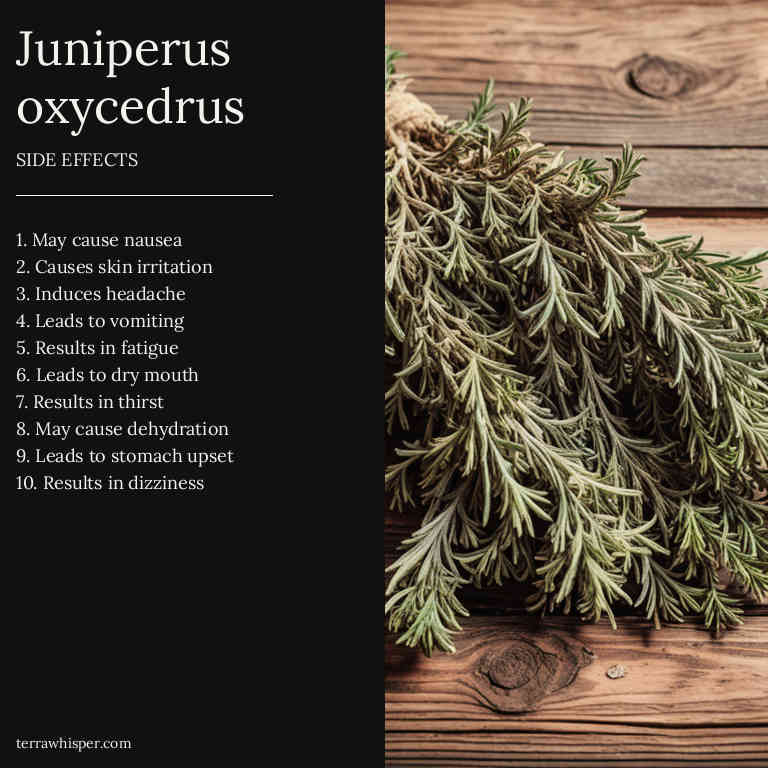 Juniperus
oxycedrus
SIDE EFFECTS
1. May cause nausea
2. Causes skin irritation
3. Induces headache
4. Leads to vomiting
5. Results in fatigue
6. Leads to dry mouth
7. Results in thirst
8. May cause dehydration
9. Leads to stomach upset
10. Results in dizziness
terrawhisper.com